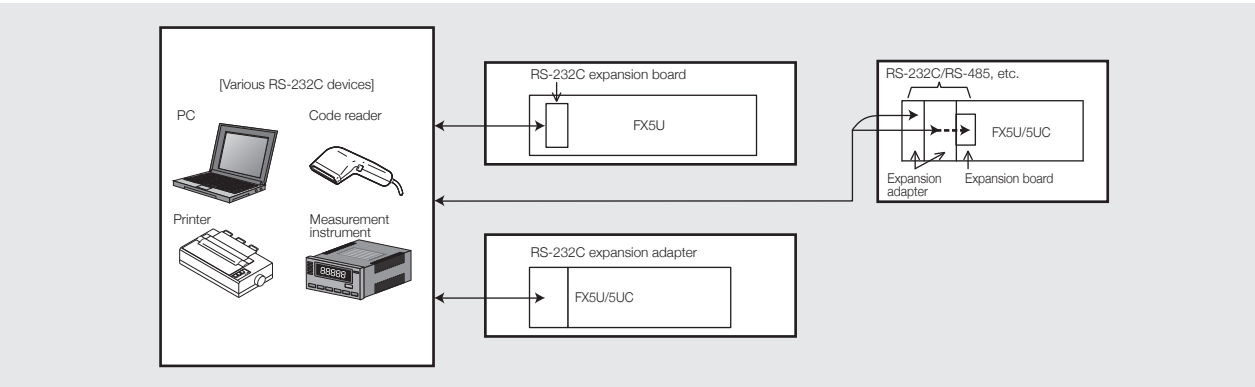 [Various RS-232C devices]
PC
Code reader
Printer
Measurement
instrument
88888
RS-232C expansion board
FX5U
RS-232C expansion adapter
FX5U/5UC
RS-232C/RS-485, etc.
FX5U/5UC
Expansion
adapter
Expansion board